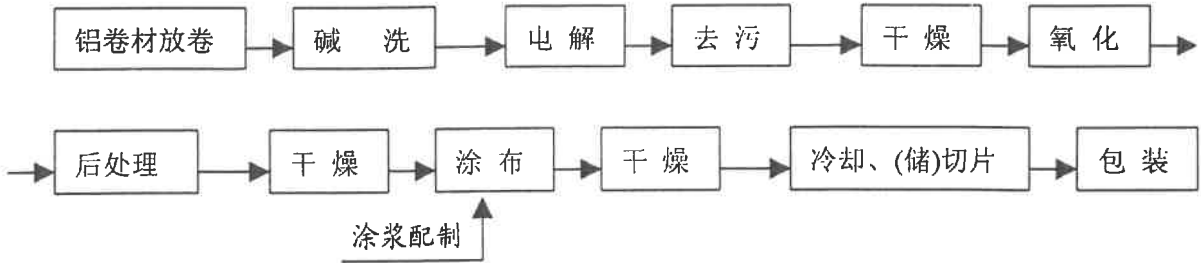 铝卷材放卷 碱 洗 电 解 去 污 干 燥 氧 化
后处理 干 燥 涂 布 干 燥 冷却、(储)切片 包 装
涂浆配制